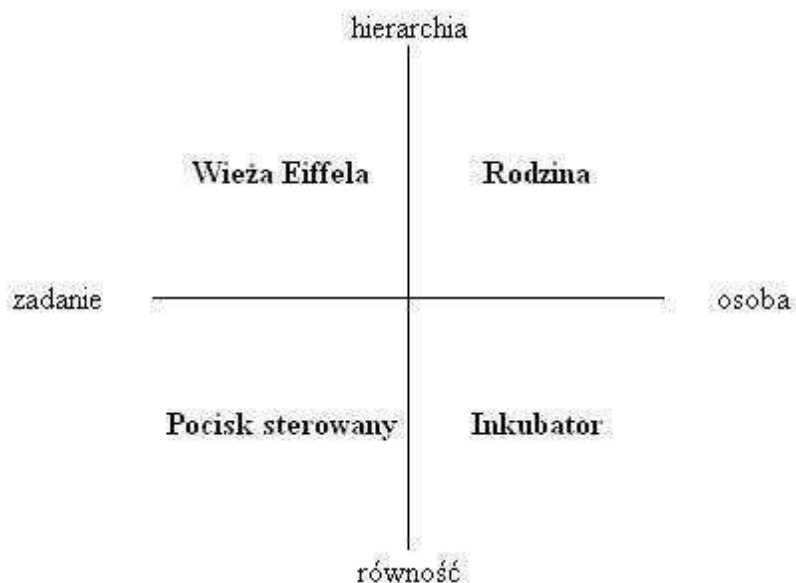 hierarchia
Wieża Eiffela
Rodzina
zadanie
osoba
Pocisk sterowany
Inkubator
równość